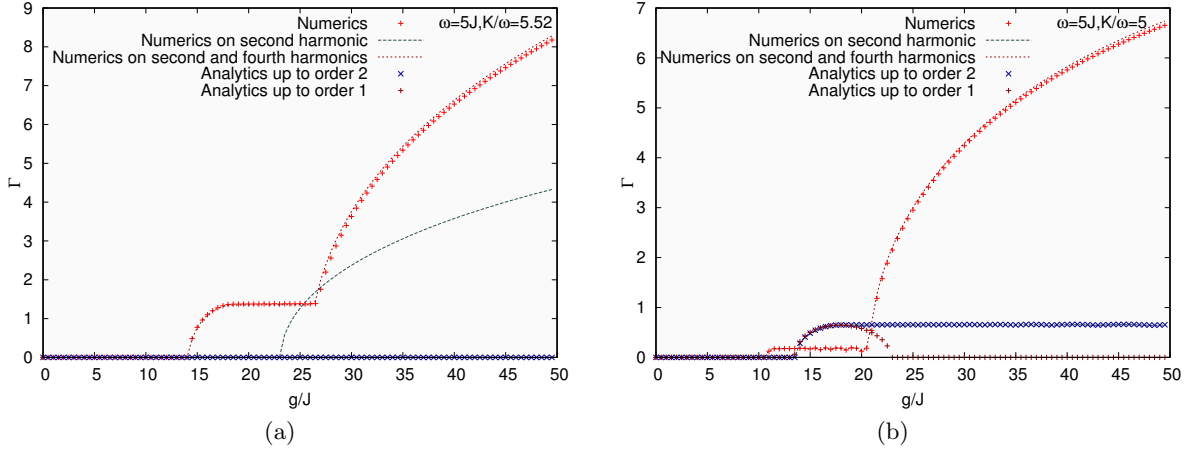 9
8
7
6
5
4
3
2
1
0
Γ
Numerics
Numerics on second harmonic
Numerics on second and fourth harmonics
Analytics up to order 2
Analytics up to order 1
ω=5J,K/ω=5.52
0 5 10 15 20 25 30 35 40 45 50
g/J
(a)
7
6
5
4
3
2
1
0
Γ
Numerics
Numerics on second harmonic
Numerics on second and fourth harmonics
Analytics up to order 2
Analytics up to order 1
ω=5J,K/ω=5
0 5 10 15 20 25 30 35 40 45 50
g/J
(b)